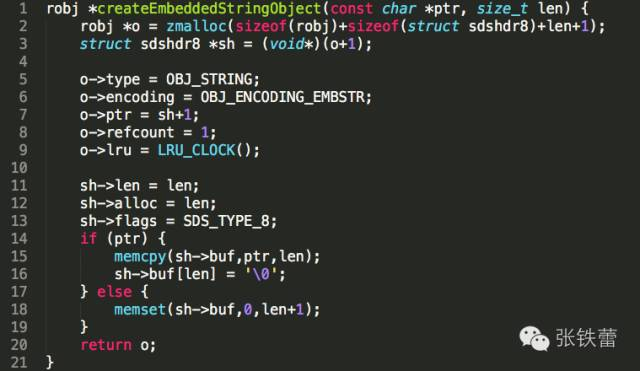 1 robj *createEmbeddedStringObject(const char *ptr, size_t len) {
2     robj *o = zmalloc(sizeof(robj)+sizeof(struct sdshdr8)+len+1);
3     struct sdshdr8 *sh = (void*)(o+1);
4
5     o->type = OBJ_STRING;
6     o->encoding = OBJ_ENCODING_EMBSTR;
7     o->ptr = sh+1;
8     o->refcount = 1;
9     o->lru = LRU_CLOCK();
10
11     sh->len = len;
12     sh->alloc = len;
13     sh->flags = SDS_TYPE_8;
14     if (ptr) {
15         memcpy(sh->buf,ptr,len);
16         sh->buf[len] = '\0';
17     } else {
18         memset(sh->buf,0,len+1);
19     }
20     return o;
21 }
张铁蕾